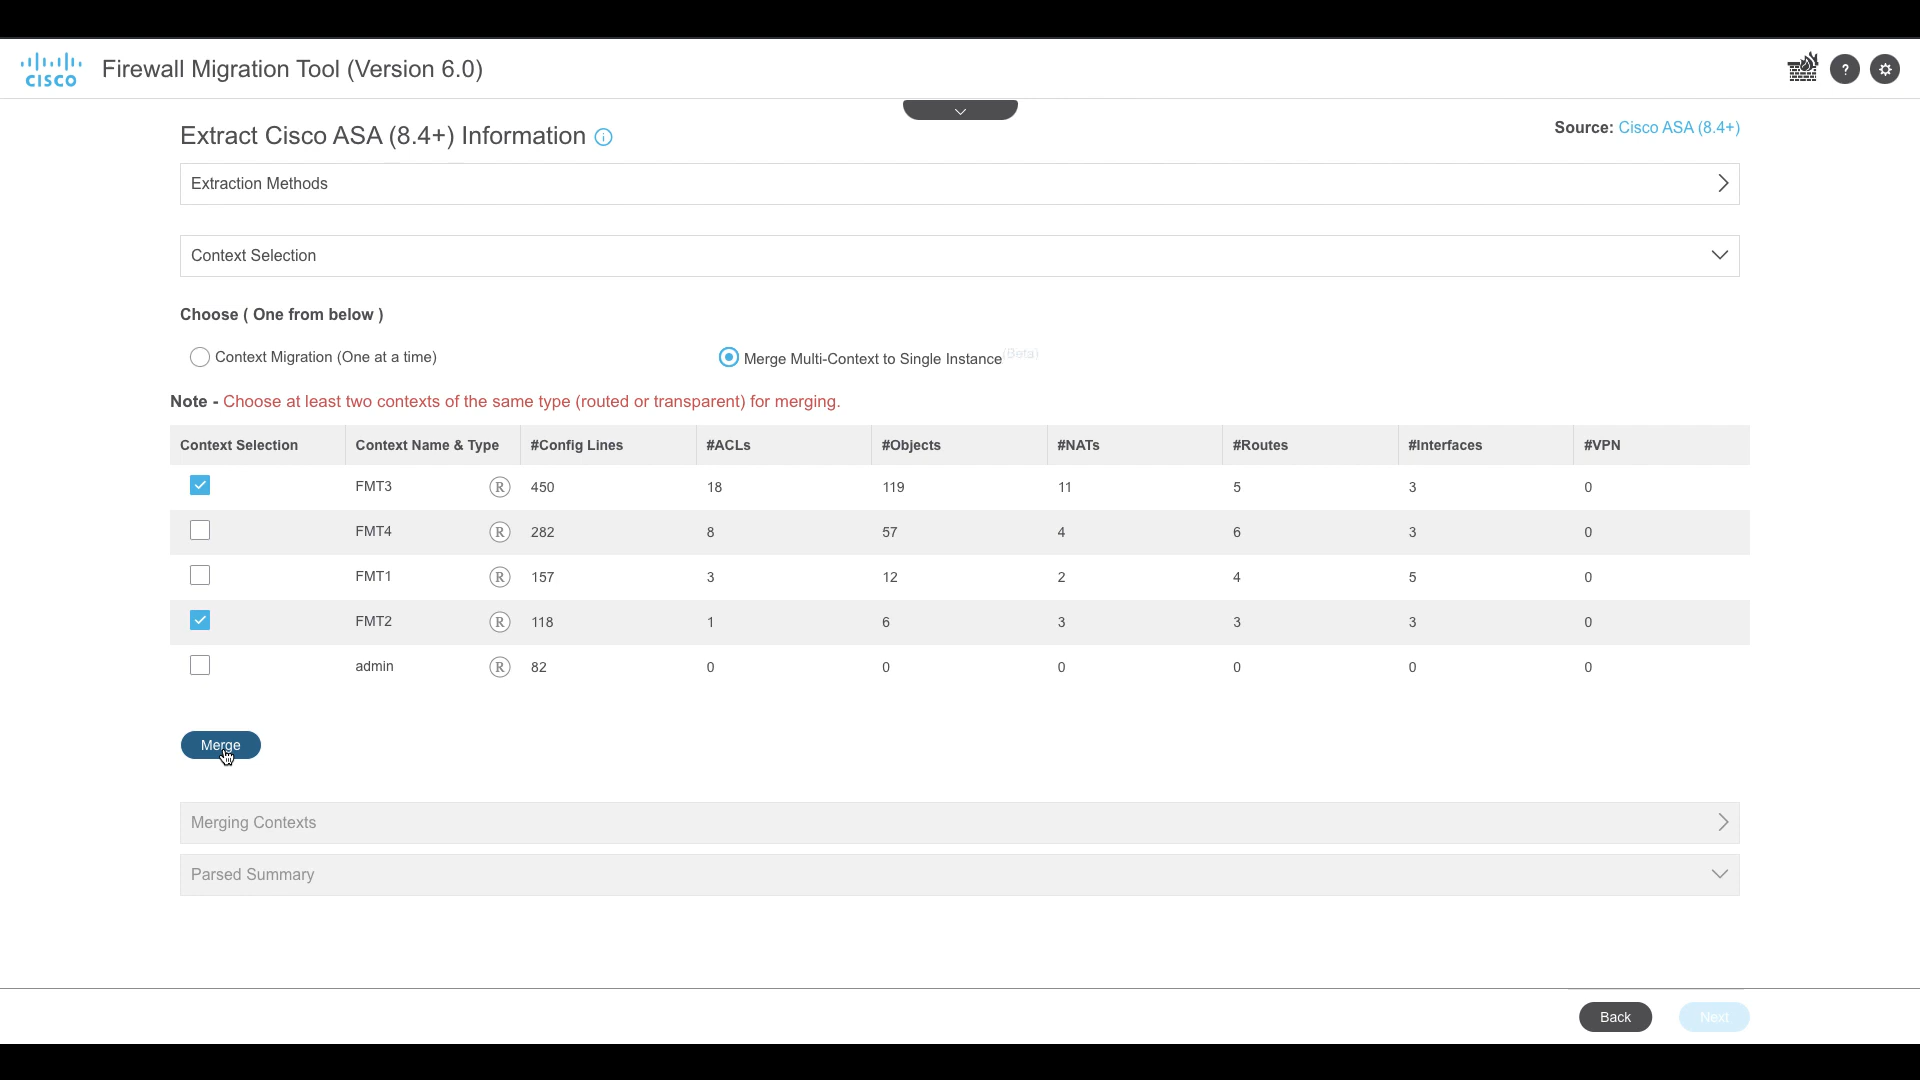 CISCO
Firewall Migration Tool (Version 6.0)
?
Extract Cisco ASA (8.4+) Information i
Source: Cisco ASA (8.4+)
Extraction Methods
Context Selection
Choose ( One from below )
Context Migration (One at a time)
Merge Multi-Context to Single Instance (Beta)
Note - Choose at least two contexts of the same type (routed or transparent) for merging.
Context Selection Context Name & Type #Config Lines #ACLs #Objects #NATs #Routes #Interfaces #VPN
FMT3 R 450 18 119 11 5 3 0
FMT4 R 282 8 57 4 6 3 0
FMT1 R 157 3 12 2 4 5 0
FMT2 R 118 1 6 3 3 3 0
admin R 82 0 0 0 0 0 0
Merge
Merging Contexts
Parsed Summary
Back Next